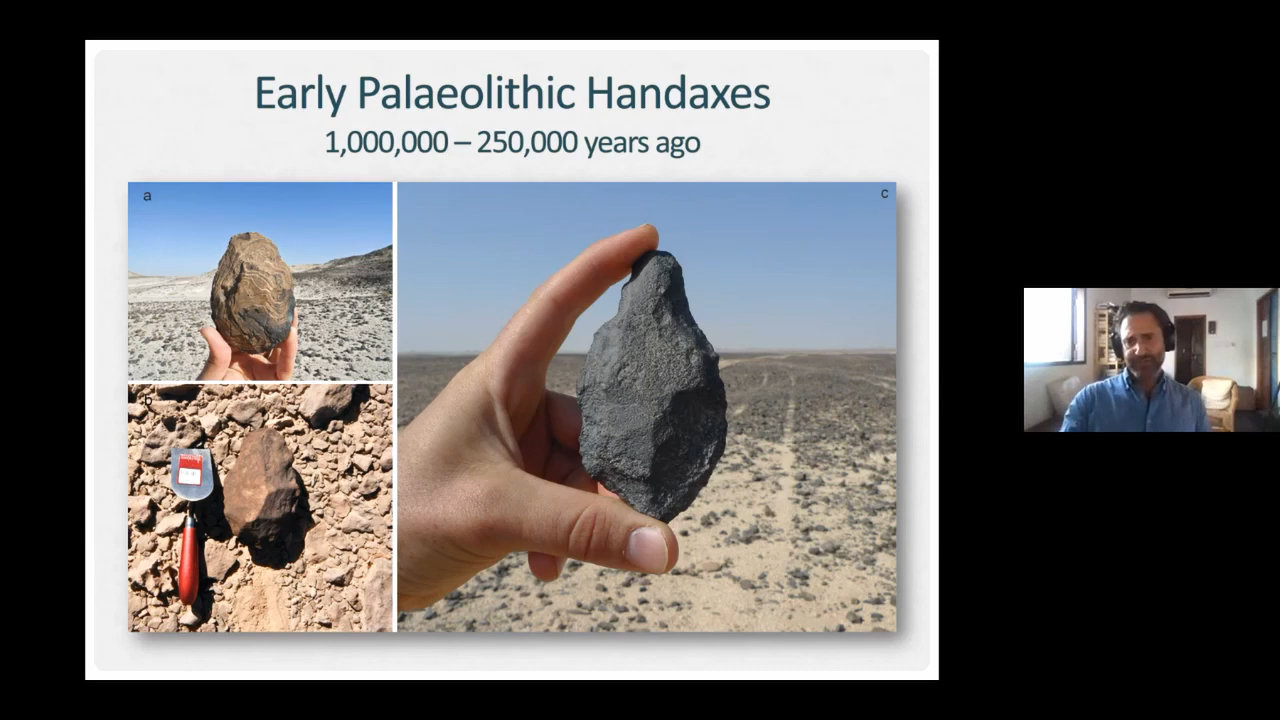 Early Palaeolithic Handaxes
1,000,000 – 250,000 years ago
a
c